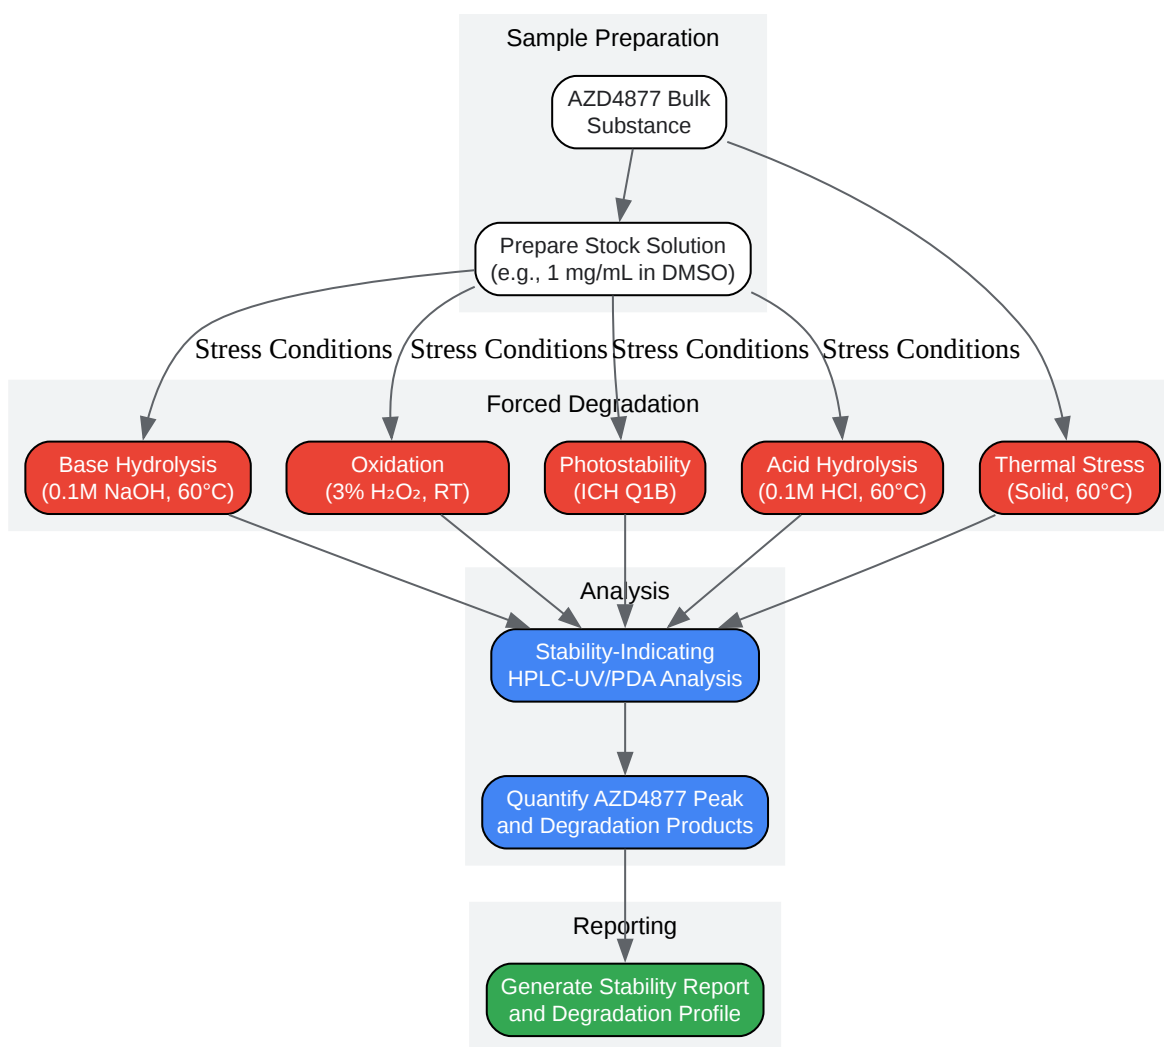 Sample Preparation
AZD4877 Bulk
Substance
Prepare Stock Solution
(e.g., 1 mg/mL in DMSO)
Stress Conditions
Stress Conditions
Stress Conditions
Stress Conditions
Forced Degradation
Base Hydrolysis
(0.1M NaOH, 60°C)
Oxidation
(3% H₂O₂, RT)
Photostability
(ICH Q1B)
Acid Hydrolysis
(0.1M HCl, 60°C)
Thermal Stress
(Solid, 60°C)
Analysis
Stability-Indicating
HPLC-UV/PDA Analysis
Quantify AZD4877 Peak
and Degradation Products
Reporting
Generate Stability Report
and Degradation Profile